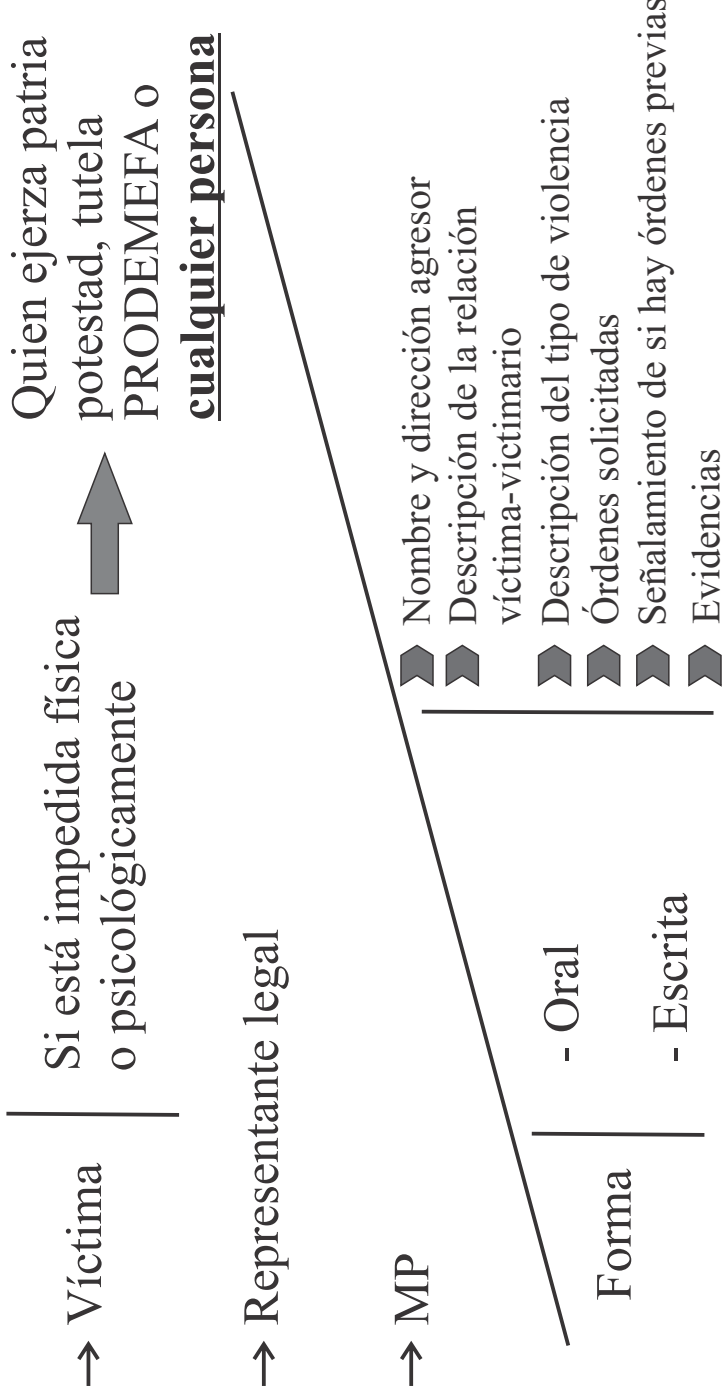 → Víctima
Si está impedida física
o psicológicamente
Quien ejerza patria
potestad, tutela
PRODEMEFA o
cualquier persona
→ Representante legal
→ MP
Forma
- Oral
- Escrita
Nombre y dirección agresor
Descripción de la relación
víctima-victimario
Descripción del tipo de violencia
Órdenes solicitadas
Señalamiento de si hay órdenes previas
Evidencias